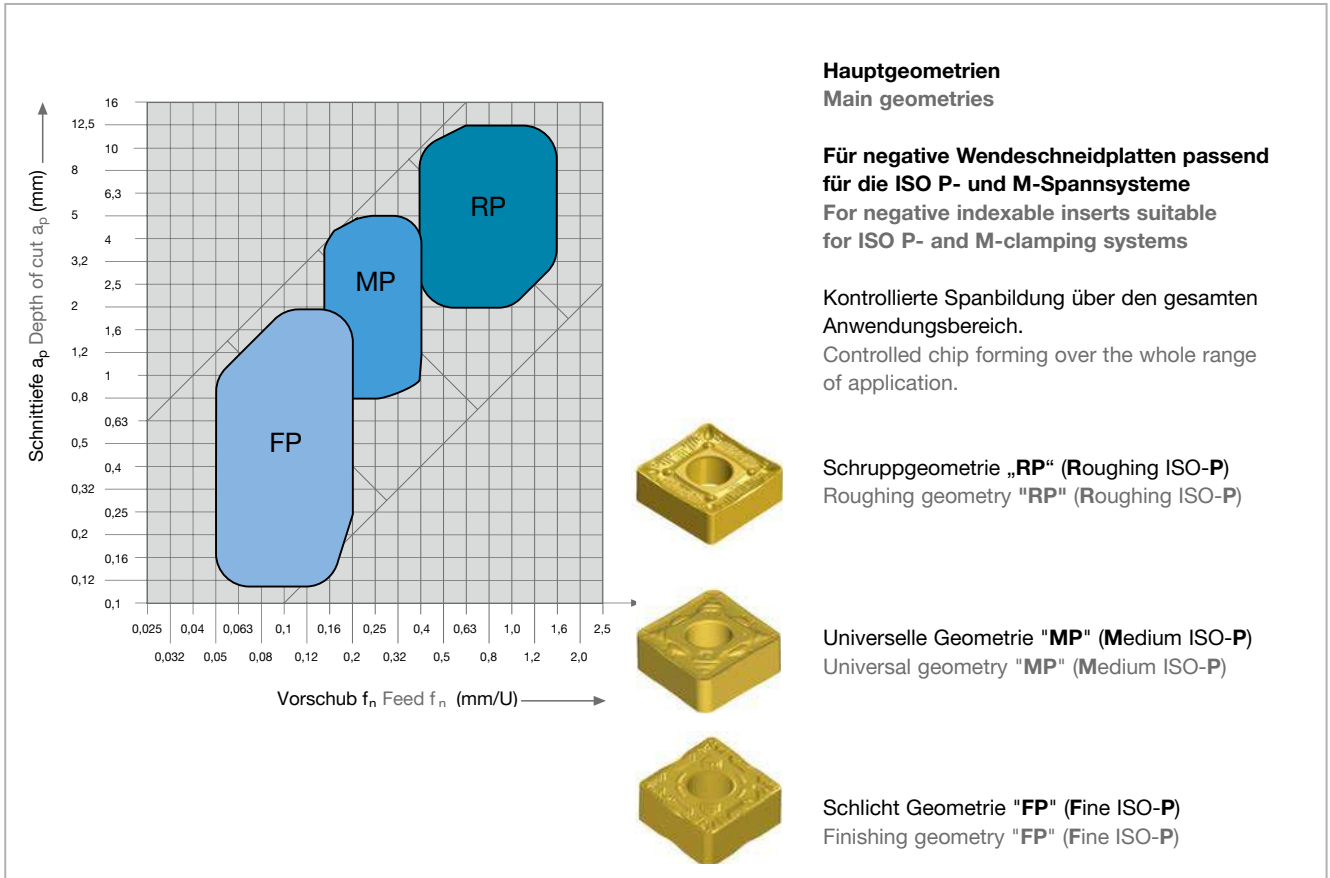 Schnitttiefe aₚ Depth of cut aₚ (mm)
16
12,5
10
8
6,3
5
4
3,2
2,5
2
1,6
1,2
1
0,8
0,63
0,5
0,4
0,32
0,25
0,2
0,16
0,12
0,1
RP
MP
FP
0,025 0,04 0,063 0,1 0,16 0,25 0,4 0,63 1,0 1,6 2,5
0,032 0,05 0,08 0,12 0,2 0,32 0,5 0,8 1,2 2,0
Vorschub fₙ Feed fₙ (mm/U)
Hauptgeometrien
Main geometries
Für negative Wendeschneidplatten passend
für die ISO P- und M-Spannsysteme
For negative indexable inserts suitable
for ISO P- and M-clamping systems
Kontrollierte Spanbildung über den gesamten
Anwendungsbereich.
Controlled chip forming over the whole range
of application.
Schruppgeometrie „RP“ (Roughing ISO-P)
Roughing geometry "RP" (Roughing ISO-P)
Universelle Geometrie "MP" (Medium ISO-P)
Universal geometry "MP" (Medium ISO-P)
Schlicht Geometrie "FP" (Fine ISO-P)
Finishing geometry "FP" (Fine ISO-P)